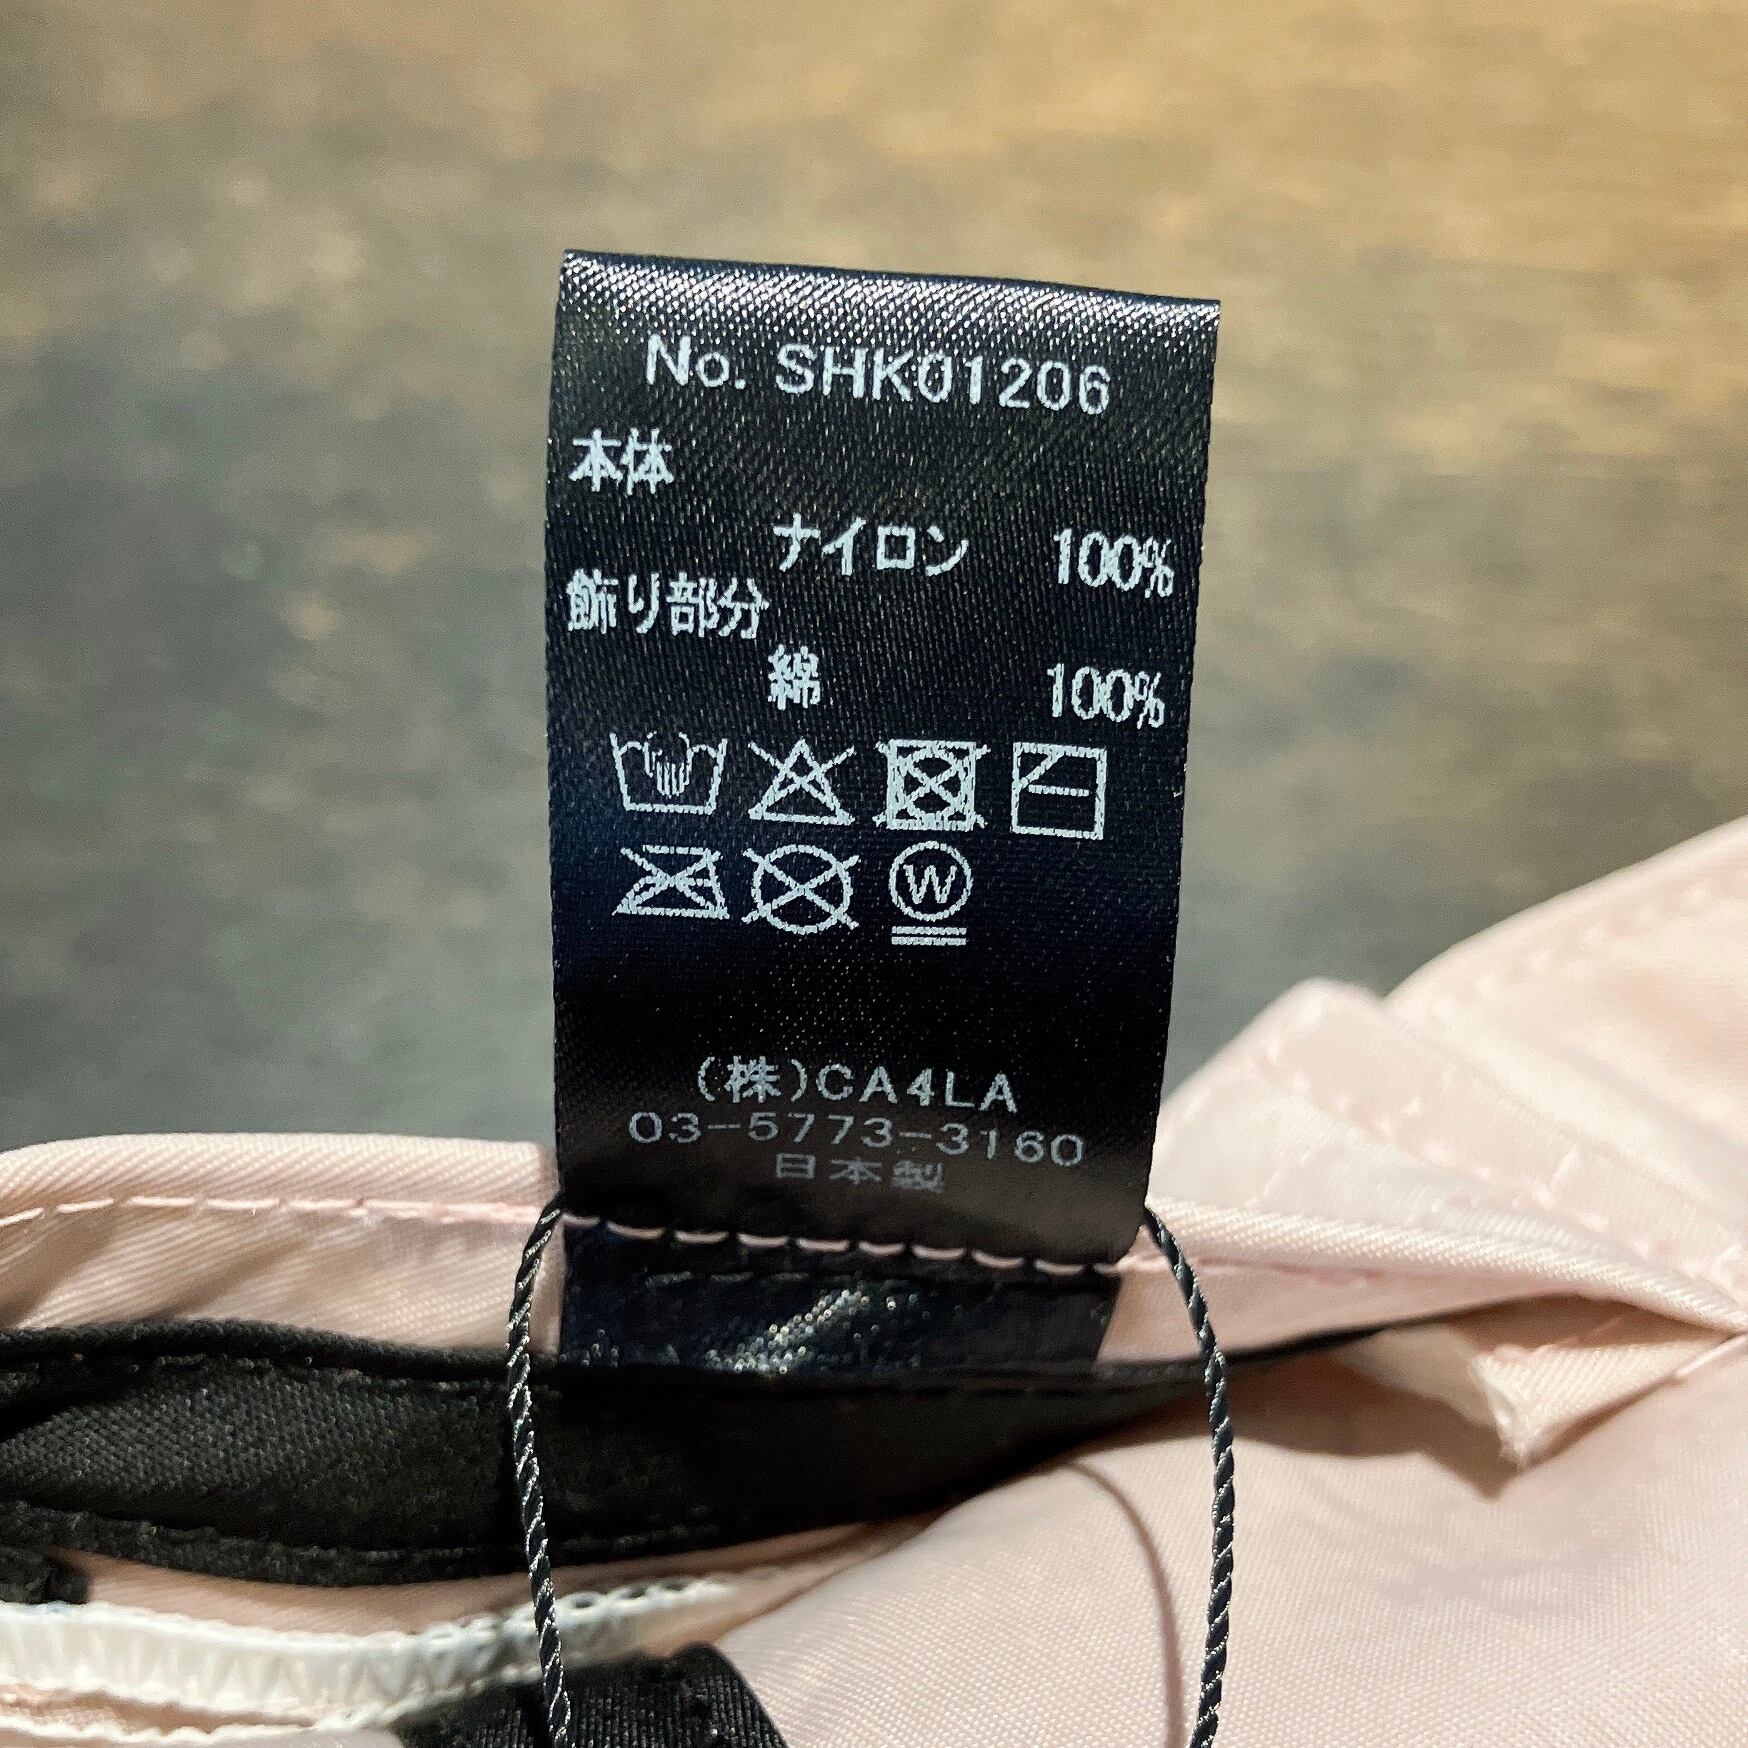 No. SHK01206
本体
ナイロン 100%
飾り部分
綿 100%
W
(株)CA4LA
03-5773-3160
日本製